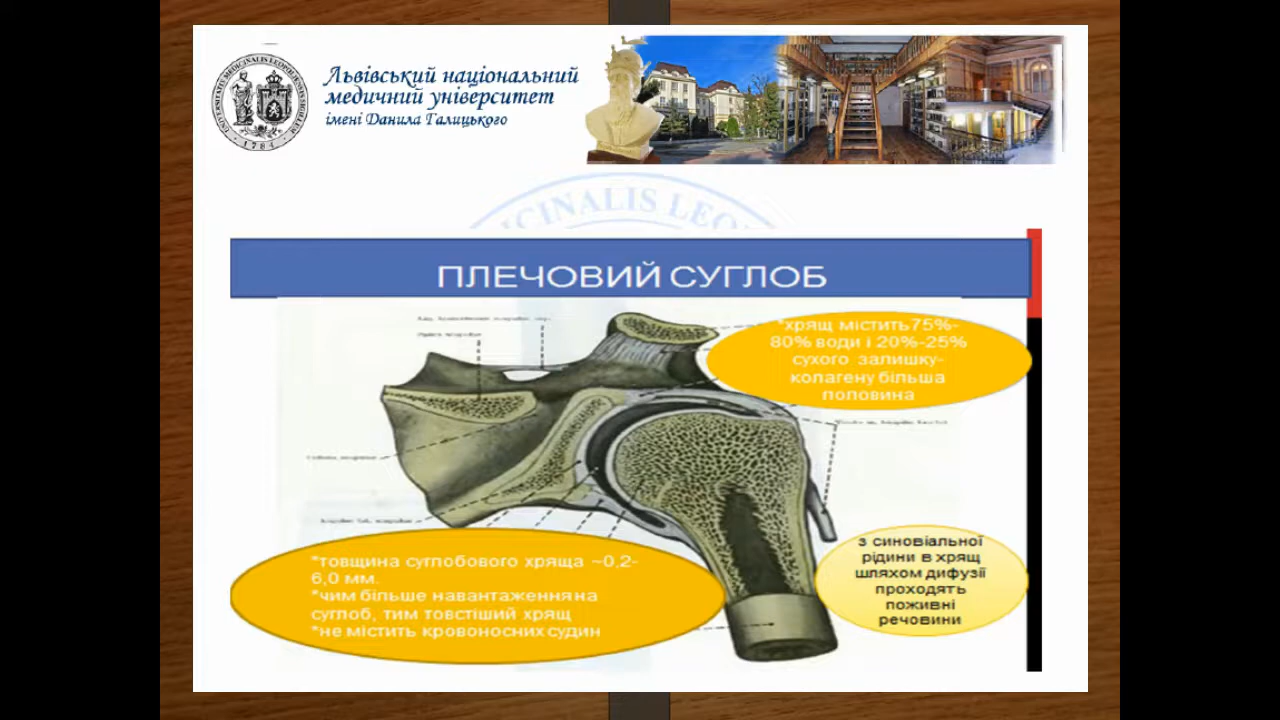 Львівський національний
медичний університет
імені Данила Галицького
1784
ПЛЕЧОВИЙ СУГЛОБ
*хрящ містить 75%-
80% води і 20%-25%
сухого залишку-
колагену більша
половина
*товщина суглобового хряща ~0,2-
6,0 мм.
*чим більше навантаження на
суглоб, тим товстіший хрящ
*не містить кровоносних судин
з синовіальної
рідини в хрящ
шляхом дифузії
проходять
поживні
речовини